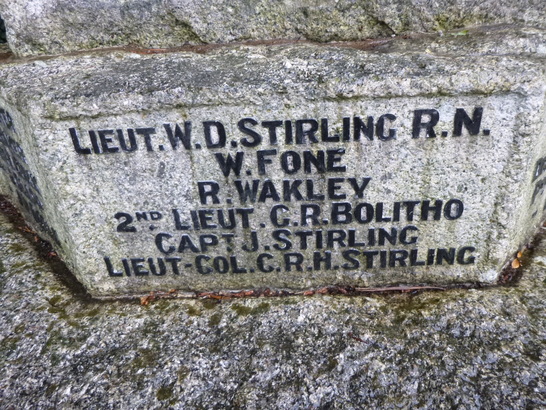 LIEUT. W.D. STIRLING R.N.
W. FONE
R. WAKLEY
2ND LIEUT. C.R. BOLITHO
CAPT J. STIRLING
LIEUT-COL. C.R.H. STIRLING